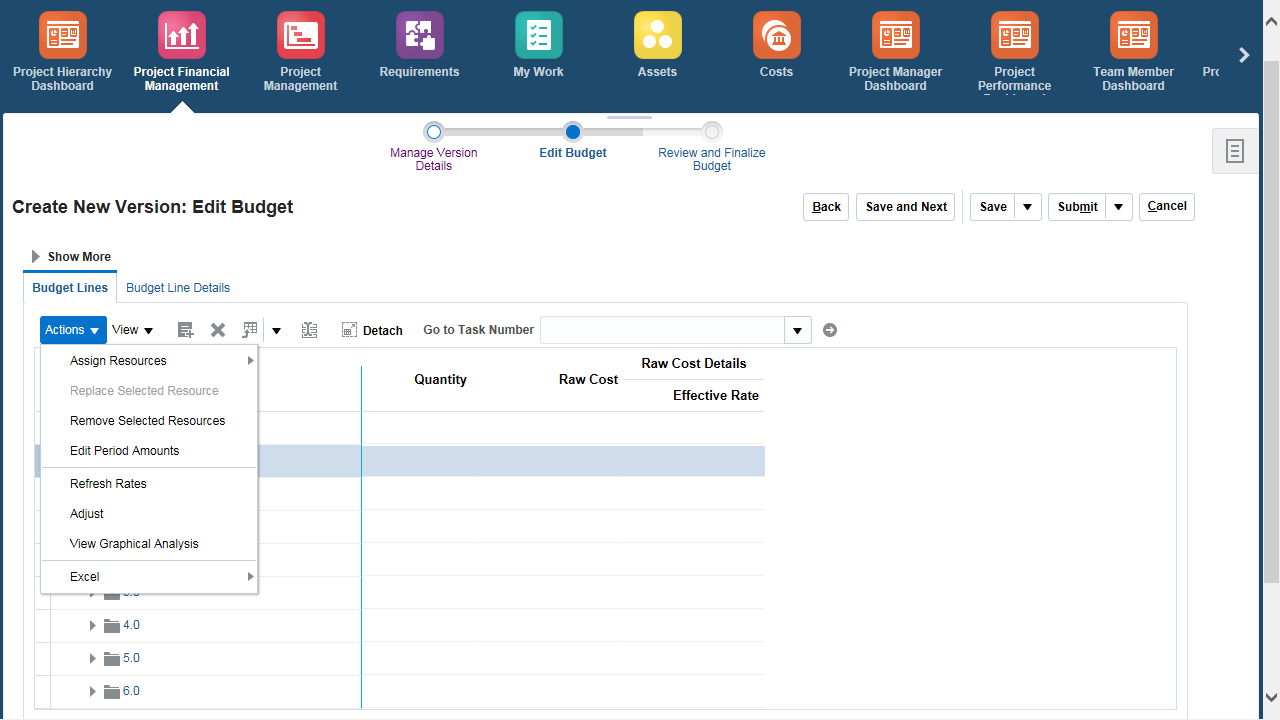 Project Hierarchy
Dashboard
Project Financial
Management
Project
Management
Requirements
My Work
Assets
Costs
Project Manager
Dashboard
Project
Performance
Team Member
Dashboard
Manage Version
Details
Edit Budget
Review and Finalize
Budget
Create New Version: Edit Budget
Back
Save and Next
Save
Submit
Cancel
Show More
Budget Lines
Budget Line Details
Actions
View
Detach
Go to Task Number
Assign Resources
Replace Selected Resource
Remove Selected Resources
Edit Period Amounts
Refresh Rates
Adjust
View Graphical Analysis
Excel
Quantity
Raw Cost
Raw Cost Details
Effective Rate
4.0
5.0
6.0